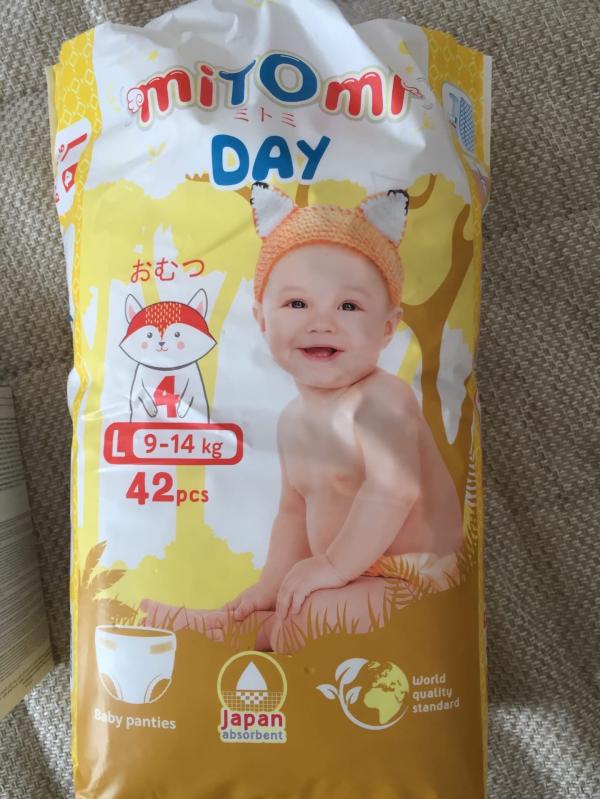 miTOmi
ミトミ
DAY
おむつ
4
L 9-14 kg
42pcs
Baby panties
Japan
absorbent
World
quality
standard